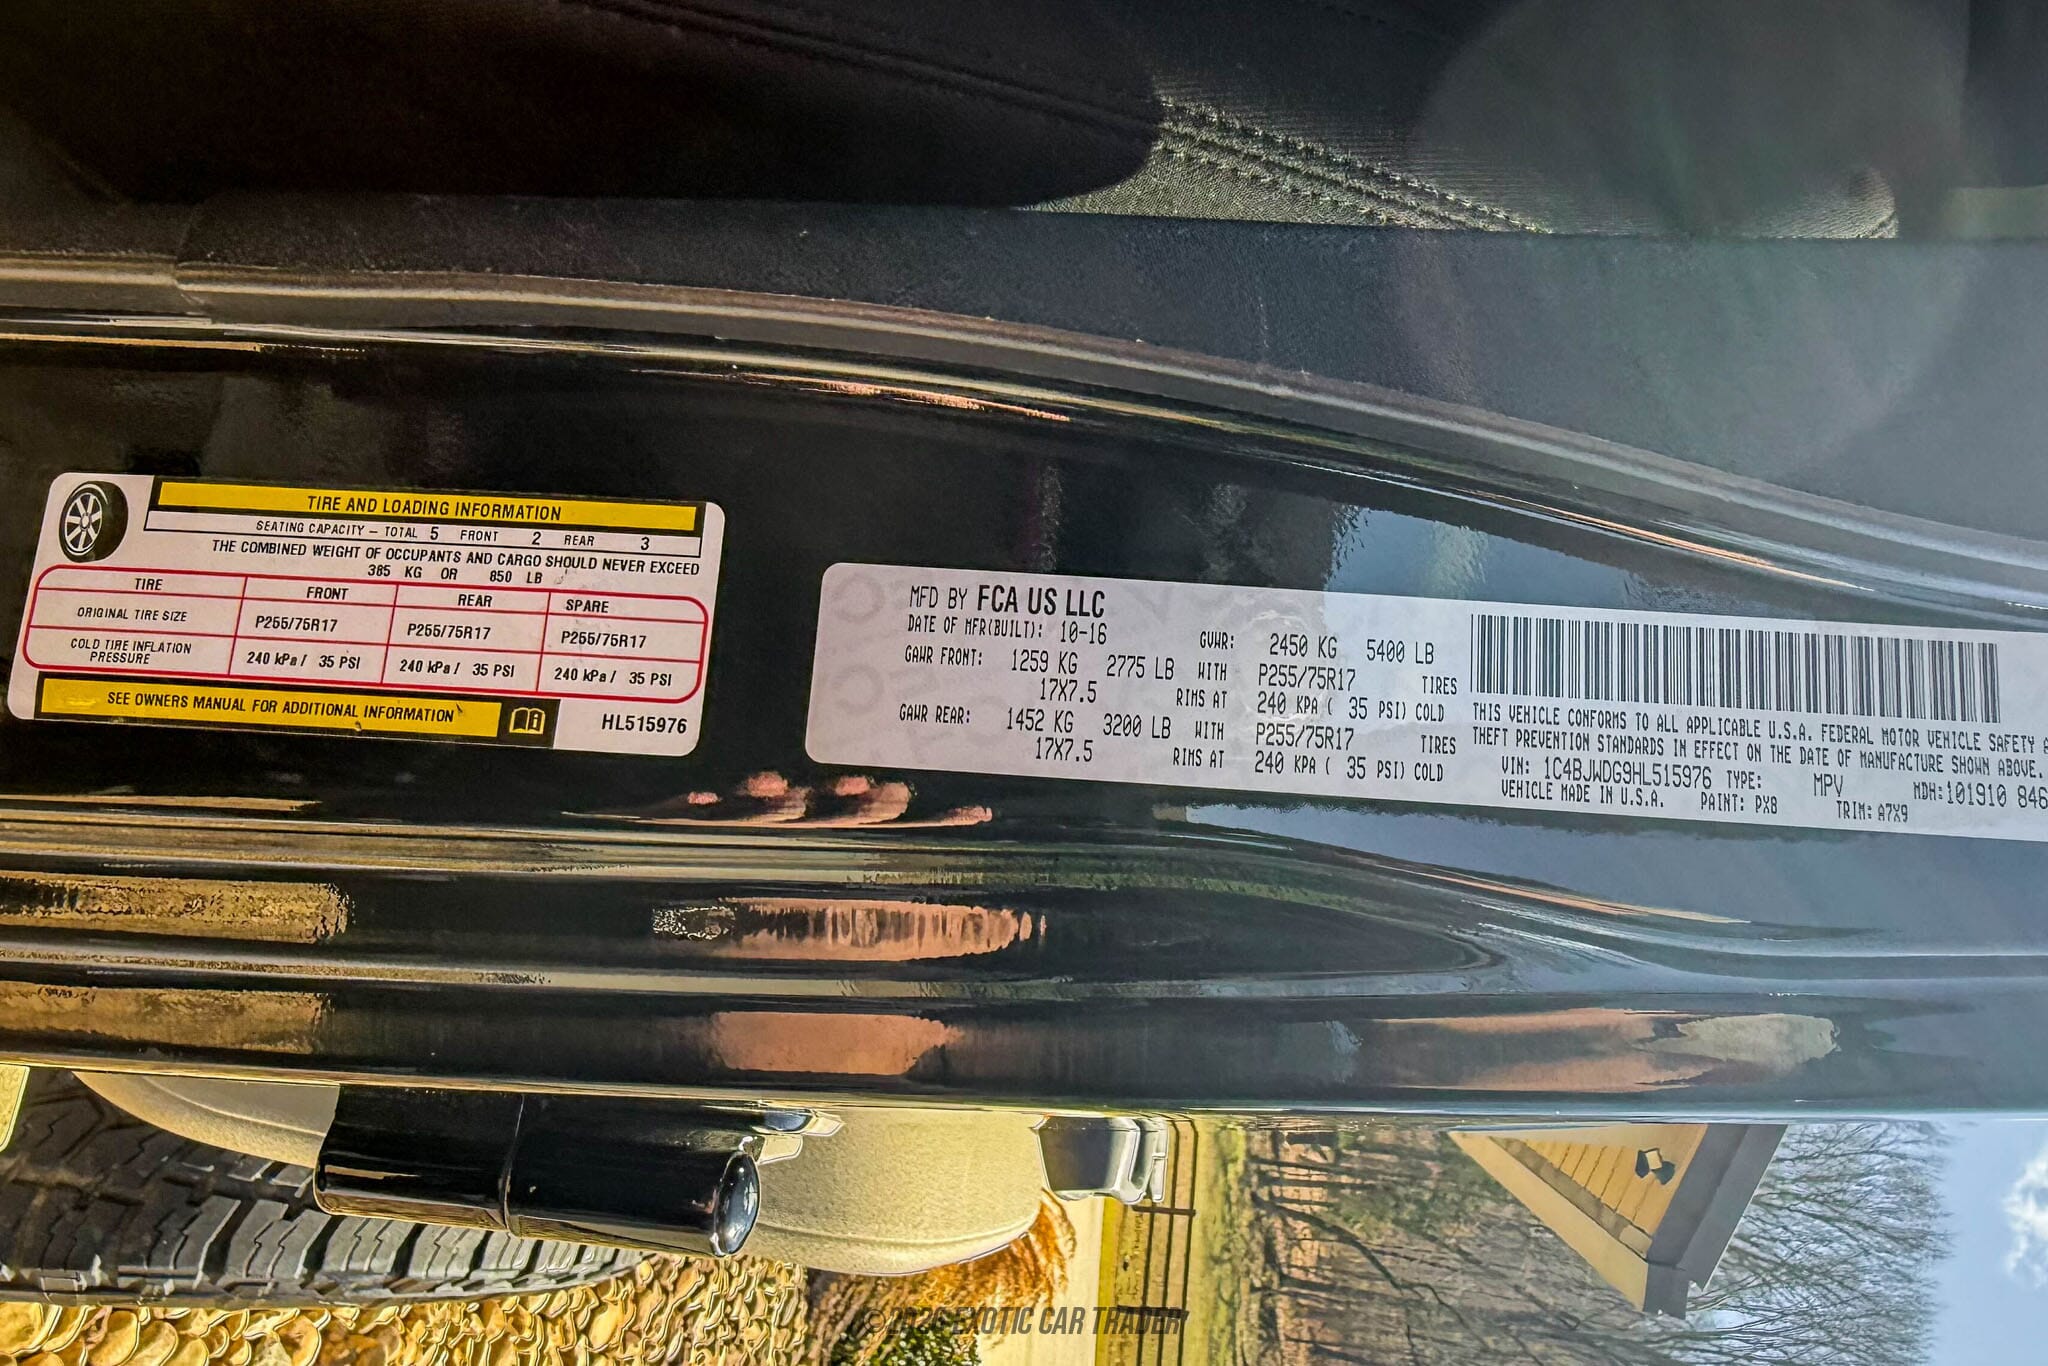 TIRE AND LOADING INFORMATION
SEATING CAPACITY – TOTAL 5 FRONT 2 REAR 3
THE COMBINED WEIGHT OF OCCUPANTS AND CARGO SHOULD NEVER EXCEED
385 KG OR 850 LB
TIRE FRONT REAR SPARE
ORIGINAL TIRE SIZE P255/75R17 P255/75R17 P255/75R17
COLD TIRE INFLATION PRESSURE 240 kPa / 35 PSI 240 kPa / 35 PSI 240 kPa / 35 PSI
SEE OWNERS MANUAL FOR ADDITIONAL INFORMATION
HL515976
MFD BY FCA US LLC
DATE OF MFR(BUILT): 10-16 GVWR: 2450 KG 5400 LB
GAWR FRONT: 1259 KG 2775 LB WITH P255/75R17 TIRES
17X7.5 RIMS AT 240 KPA ( 35 PSI) COLD
GAWR REAR: 1452 KG 3200 LB WITH P255/75R17 TIRES
17X7.5 RIMS AT 240 KPA ( 35 PSI) COLD
THIS VEHICLE CONFORMS TO ALL APPLICABLE U.S.A. FEDERAL MOTOR VEHICLE SAFETY
THEFT PREVENTION STANDARDS IN EFFECT ON THE DATE OF MANUFACTURE SHOWN ABOVE.
VIN: 1C4BJWDG9HL515976 TYPE: MPV MDH:101910 846
VEHICLE MADE IN U.S.A. PAINT: PX8 TRIM: A7X9
EXOTIC CAR TRADER